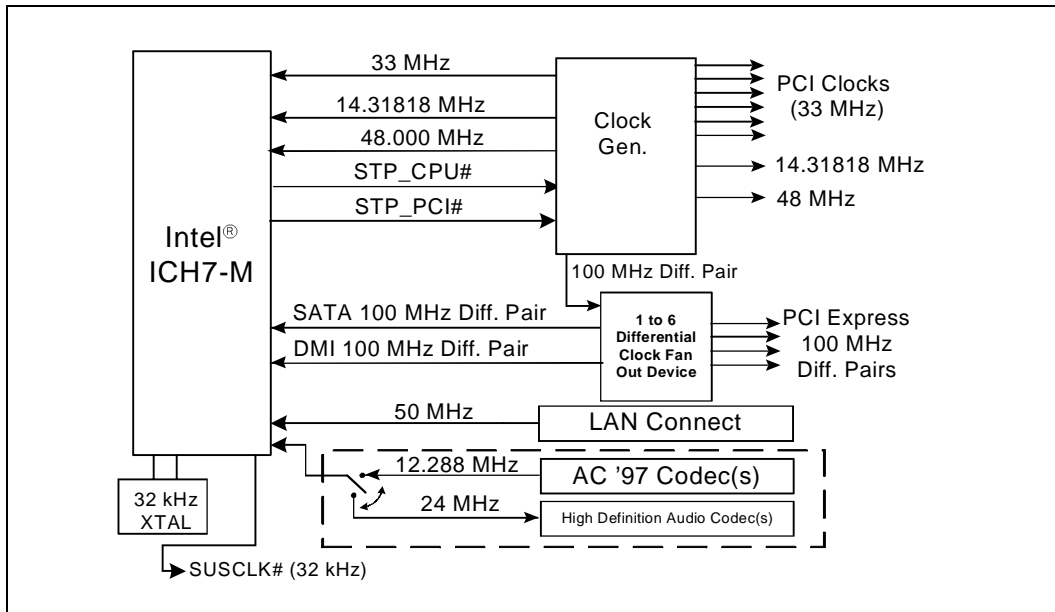 33 MHz
14.31818 MHz
48.000 MHz
STP_CPU#
STP_PCI#
Intel®
ICH7-M
Clock
Gen.
PCI Clocks
(33 MHz)
14.31818 MHz
48 MHz
100 MHz Diff. Pair
SATA 100 MHz Diff. Pair
DMI 100 MHz Diff. Pair
1 to 6
Differential
Clock Fan
Out Device
PCI Express
100 MHz
Diff. Pairs
50 MHz
LAN Connect
12.288 MHz
AC '97 Codec(s)
24 MHz
High Definition Audio Codec(s)
32 kHz
XTAL
SUSCLK# (32 kHz)